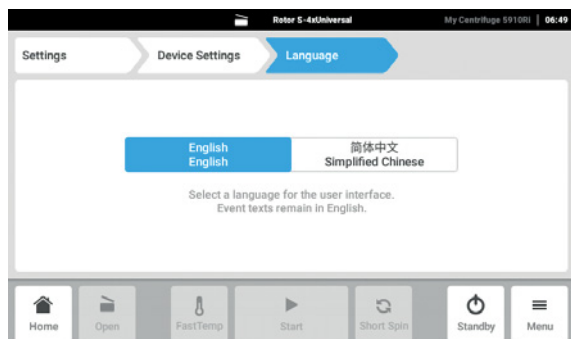 Rotor S-4xUniversal
My Centrifuge 5910Ri | 06:49
Settings
Device Settings
Language
English
English
简体中文
Simplified Chinese
Select a language for the user interface.
Event texts remain in English.
Home
Open
FastTemp
Start
Short Spin
Standby
Menu